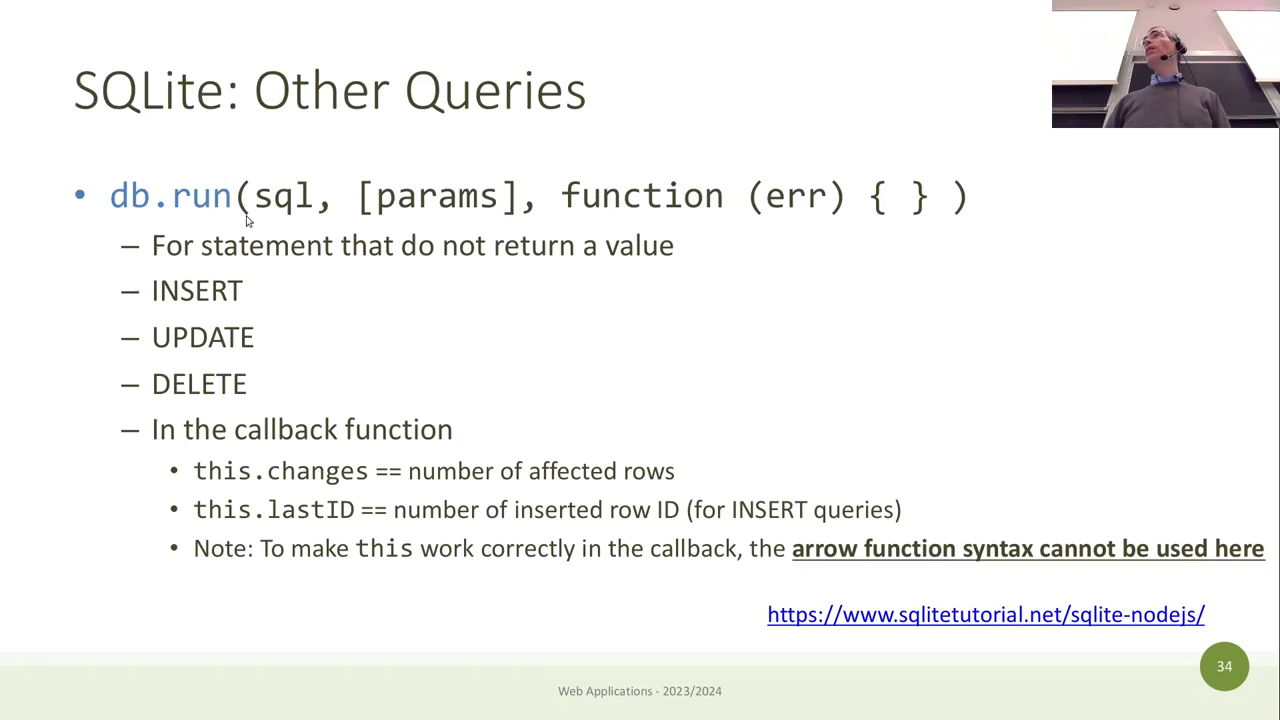 SQLite: Other Queries
• db.run(sql, [params], function (err) { } )
– For statement that do not return a value
– INSERT
– UPDATE
– DELETE
– In the callback function
• this.changes == number of affected rows
• this.lastID == number of inserted row ID (for INSERT queries)
• Note: To make this work correctly in the callback, the arrow function syntax cannot be used here
https://www.sqlitetutorial.net/sqlite-nodejs/
34
Web Applications - 2023/2024